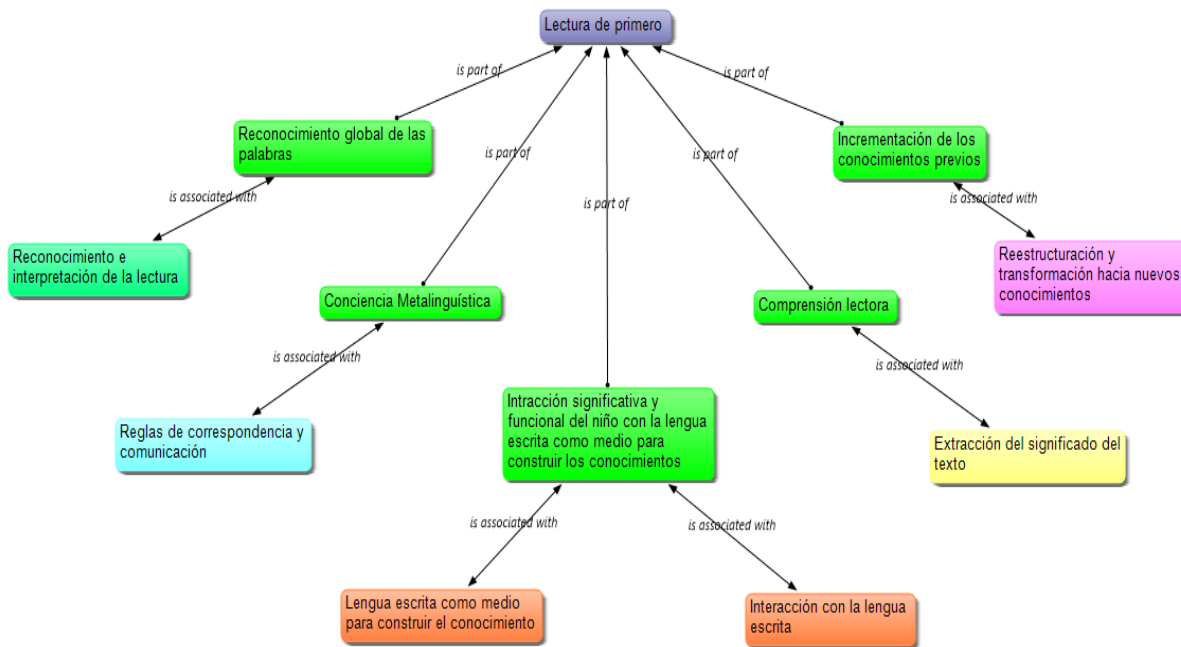 Lectura de primero
is part of
is part of
Reconocimiento global de las
palabras
Incrementación de los
conocimientos previos
is part of
is part of
is associated with
is associated with
is part of
Reconocimiento e
interpretación de la lectura
Reestructuración y
transformación hacia nuevos
conocimientos
Conciencia Metalinguística
Comprensión lectora
is associated with
is associated with
Intracción significativa y
funcional del niño con la lengua
escrita como medio para
construir los conocimientos
Reglas de correspondencia y
comunicación
Extracción del significado del
texto
is associated with
is associated with
Lengua escrita como medio
para construir el conocimiento
Interacción con la lengua
escrita